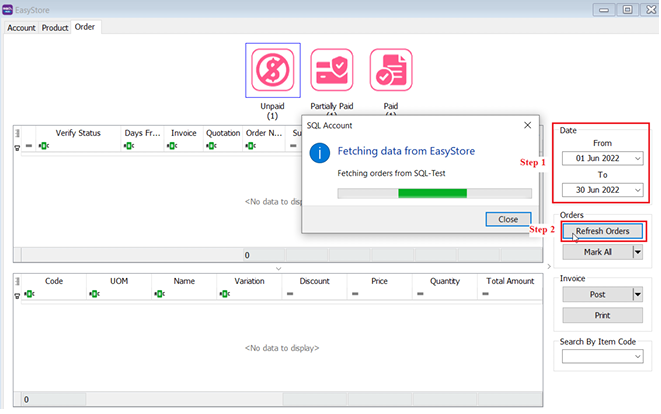 EasyStore
Account Product Order
Unpaid
(1)
Partially Paid
(1)
Paid
(1)
Verify Status Days Fr... Invoice Quotation Order N... Su
<No data
0
SQL Account
Fetching data from EasyStore
Fetching orders from SQL-Test
Close
Step 1
Date
From
01 Jun 2022
To
30 Jun 2022
Step 2
Orders
Refresh Orders
Mark All
Invoice
Post
Print
Search By Item Code
Code UOM Name Variation Discount Price Quantity Total Amount
<No data to display>
0